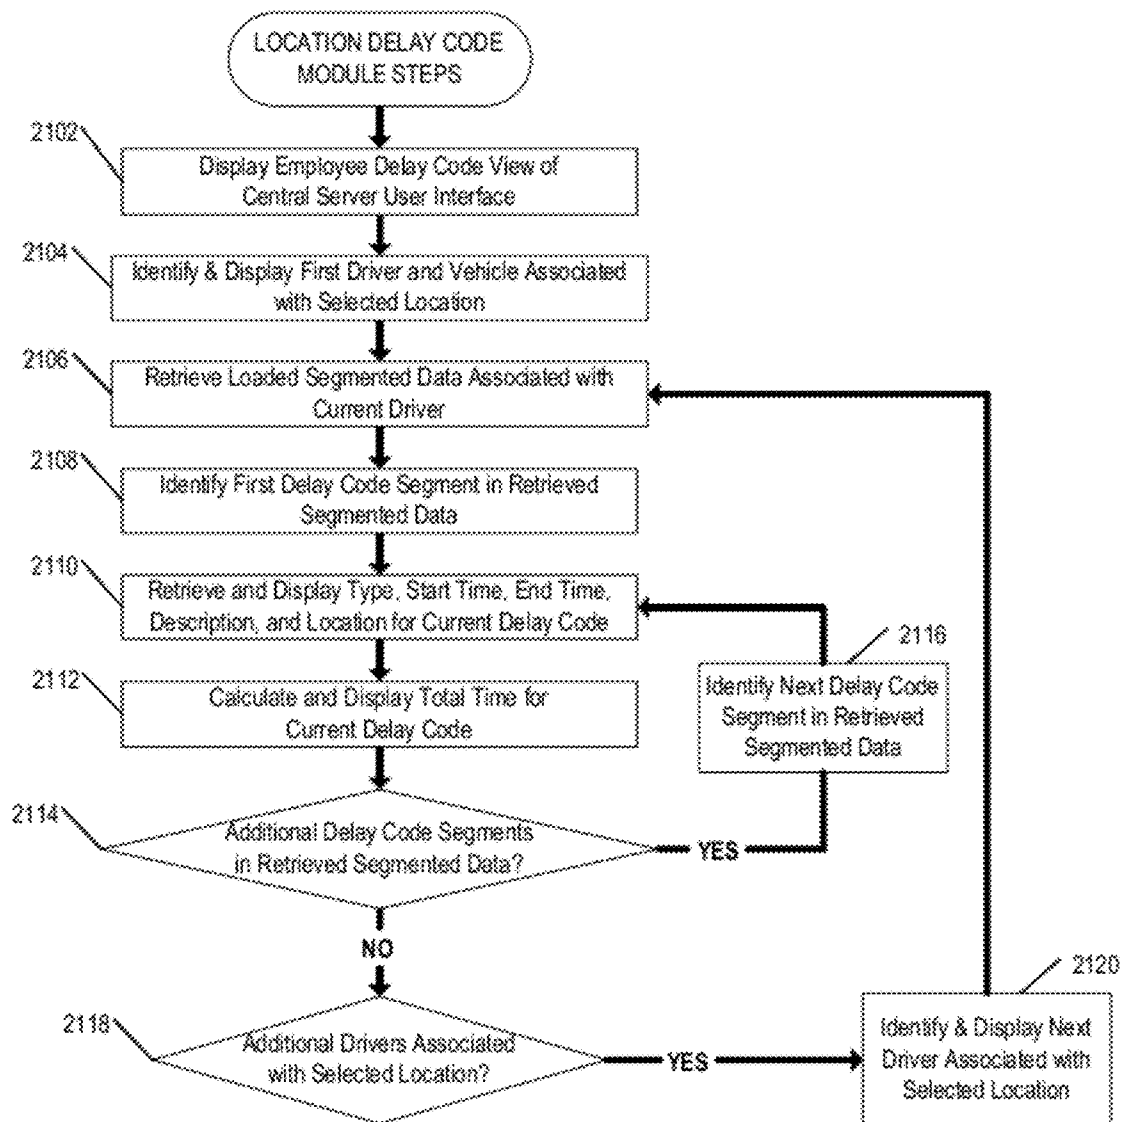 LOCATION DELAY CODE
MODULE STEPS
2102
Display Employee Delay Code View of
Central Server User Interface
2104
Identify & Display First Driver and Vehicle Associated
with Selected Location
2106
Retrieve Loaded Segmented Data Associated with
Current Driver
2108
Identify First Delay Code Segment in Retrieved
Segmented Data
2110
Retrieve and Display Type, Start Time, End Time,
Description, and Location for Current Delay Code
2112
Calculate and Display Total Time for
Current Delay Code
2116
Identify Next Delay Code
Segment in Retrieved
Segmented Data
2114
Additional Delay Code Segments
in Retrieved Segmented Data?
YES
NO
2118
Additional Drivers Associated
with Selected Location?
YES
2120
Identify & Display Next
Driver Associated with
Selected Location